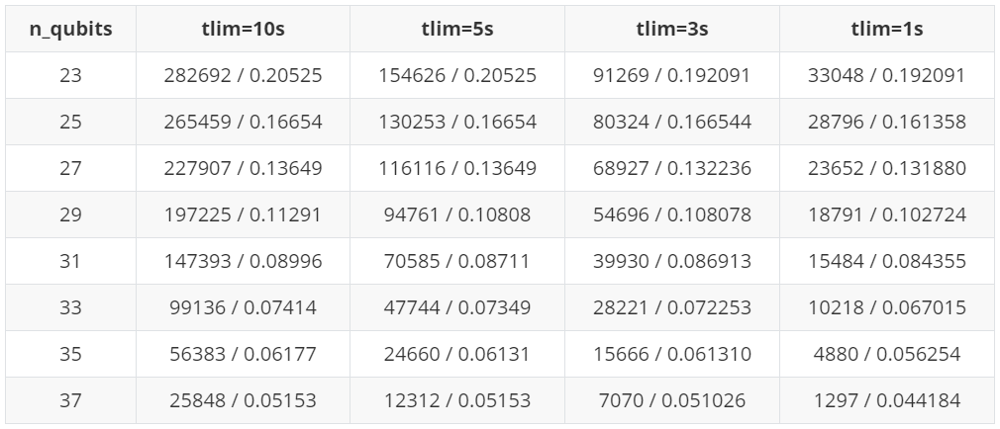 n_qubits tlim=10s tlim=5s tlim=3s tlim=1s
23 282692 / 0.20525 154626 / 0.20525 91269 / 0.192091 33048 / 0.192091
25 265459 / 0.16654 130253 / 0.16654 80324 / 0.166544 28796 / 0.161358
27 227907 / 0.13649 116116 / 0.13649 68927 / 0.132236 23652 / 0.131880
29 197225 / 0.11291 94761 / 0.10808 54696 / 0.108078 18791 / 0.102724
31 147393 / 0.08996 70585 / 0.08711 39930 / 0.086913 15484 / 0.084355
33 99136 / 0.07414 47744 / 0.07349 28221 / 0.072253 10218 / 0.067015
35 56383 / 0.06177 24660 / 0.06131 15666 / 0.061310 4880 / 0.056254
37 25848 / 0.05153 12312 / 0.05153 7070 / 0.051026 1297 / 0.044184